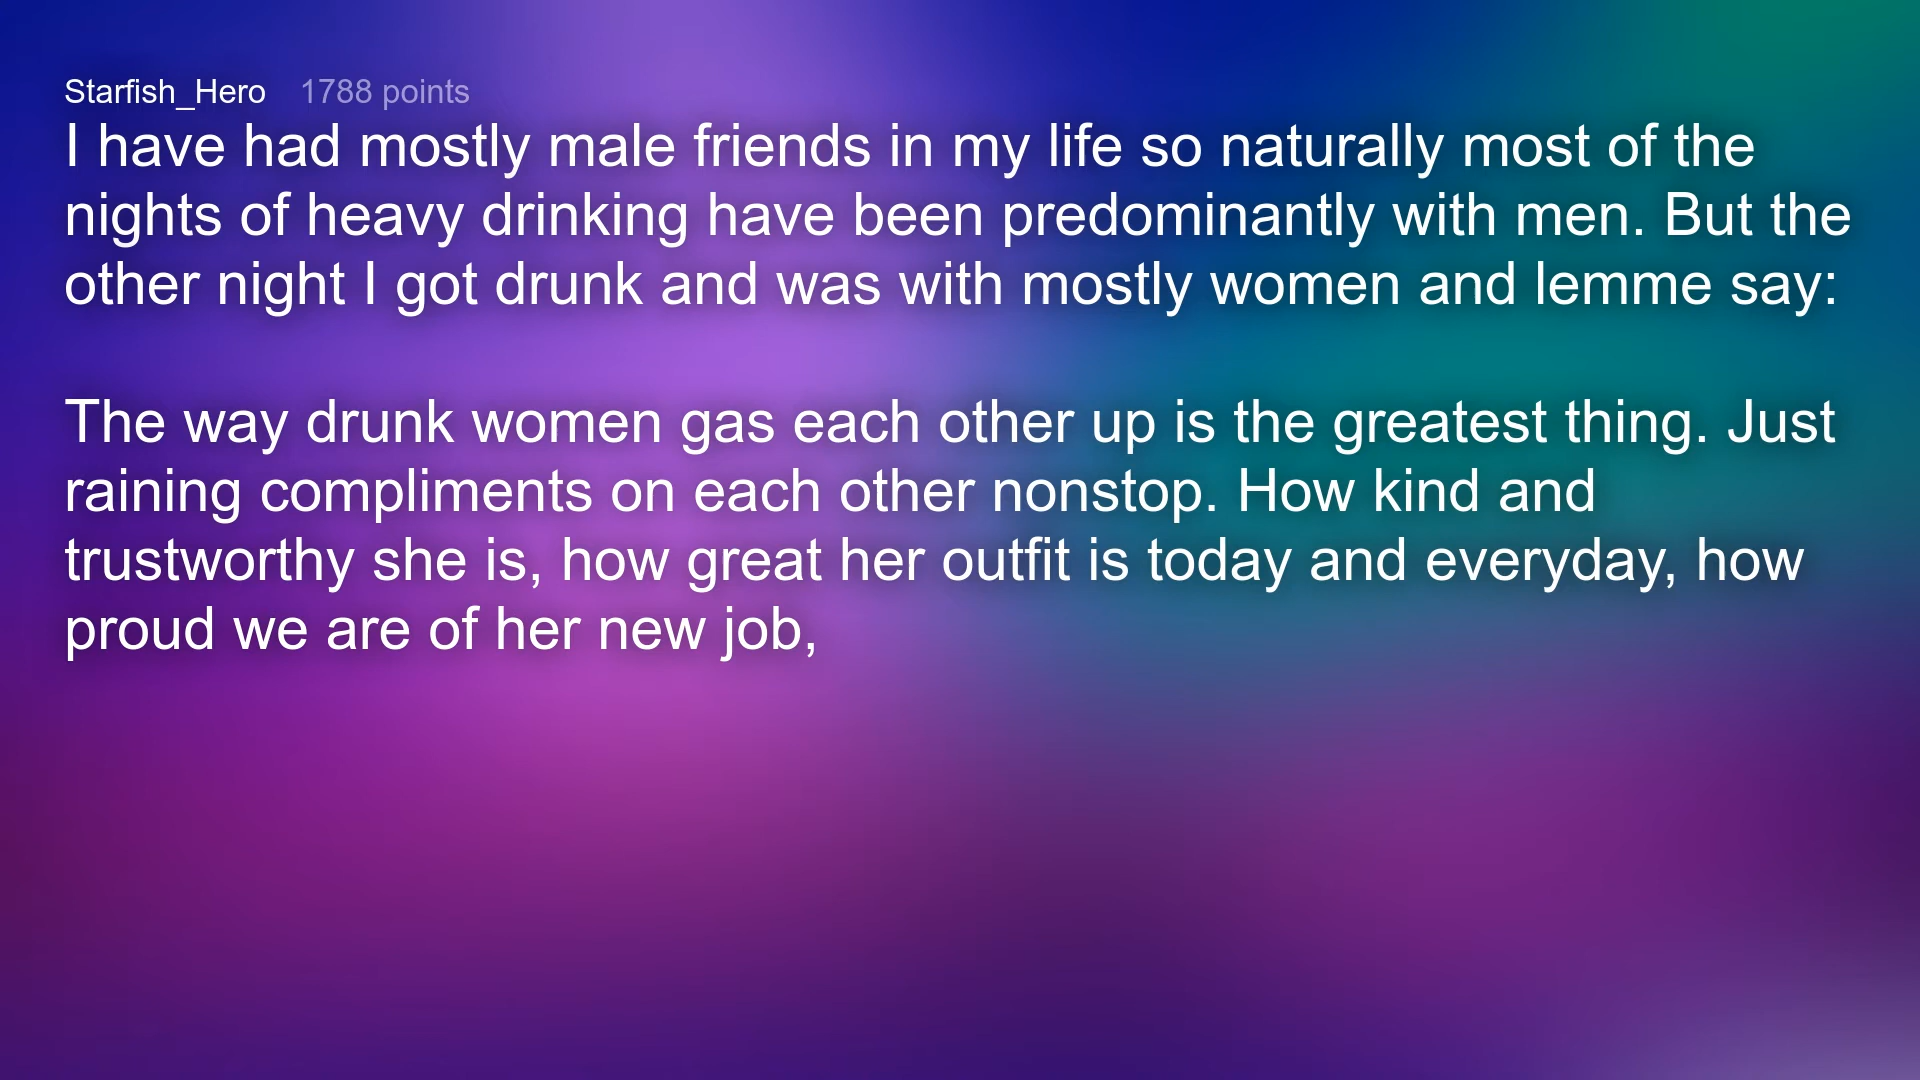 Starfish_Hero 1788 points
I have had mostly male friends in my life so naturally most of the
nights of heavy drinking have been predominantly with men. But the
other night I got drunk and was with mostly women and lemme say:
The way drunk women gas each other up is the greatest thing. Just
raining compliments on each other nonstop. How kind and
trustworthy she is, how great her outfit is today and everyday, how
proud we are of her new job,